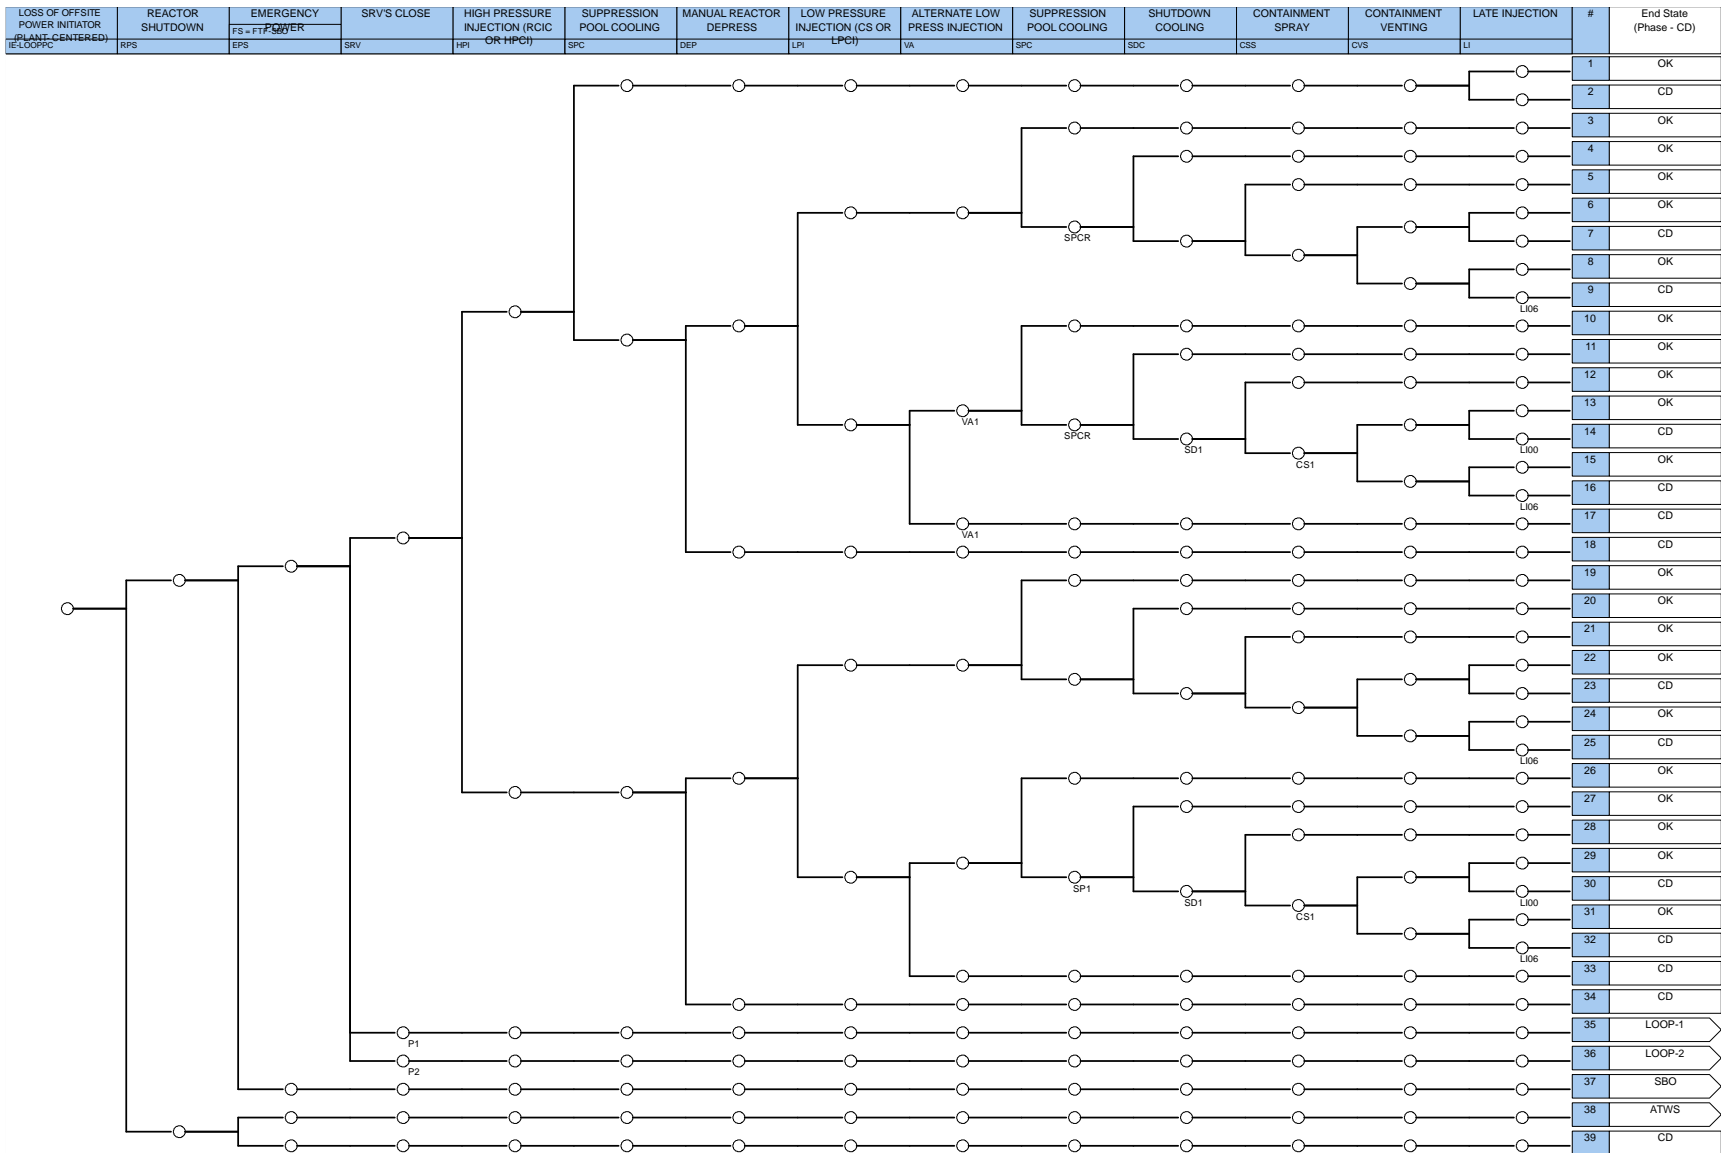 LOSS OF OFFSITE
POWER INITIATOR
(PLANT- CENTERED)
IE-LOOPPC
REACTOR
SHUTDOWN
RPS
EMERGENCY
POWER
FS = FTF-SBO
EPS
SRV'S CLOSE
SRV
HIGH PRESSURE
INJECTION (RCIC
OR HPCI)
HPI
SUPPRESSION
POOL COOLING
SPC
MANUAL REACTOR
DEPRESS
DEP
LOW PRESSURE
INJECTION (CS OR
LPCI)
LPI
ALTERNATE LOW
PRESS INJECTION
VA
SUPPRESSION
POOL COOLING
SPC
SHUTDOWN
COOLING
SDC
CONTAINMENT
SPRAY
CSS
CONTAINMENT
VENTING
CVS
LATE INJECTION
LI
#
End State
(Phase - CD)
1 OK
2 CD
3 OK
4 OK
5 OK
6 OK
SPCR
7 CD
8 OK
9 CD
LI06
10 OK
11 OK
12 OK
13 OK
VA1
SPCR
14 CD
SD1
LI00
CS1
15 OK
16 CD
LI06
17 CD
VA1
18 CD
19 OK
20 OK
21 OK
22 OK
23 CD
24 OK
25 CD
LI06
26 OK
27 OK
28 OK
29 OK
SP1
30 CD
SD1
LI00
CS1
31 OK
32 CD
LI06
33 CD
34 CD
35 LOOP-1
P1
36 LOOP-2
P2
37 SBO
38 ATWS
39 CD